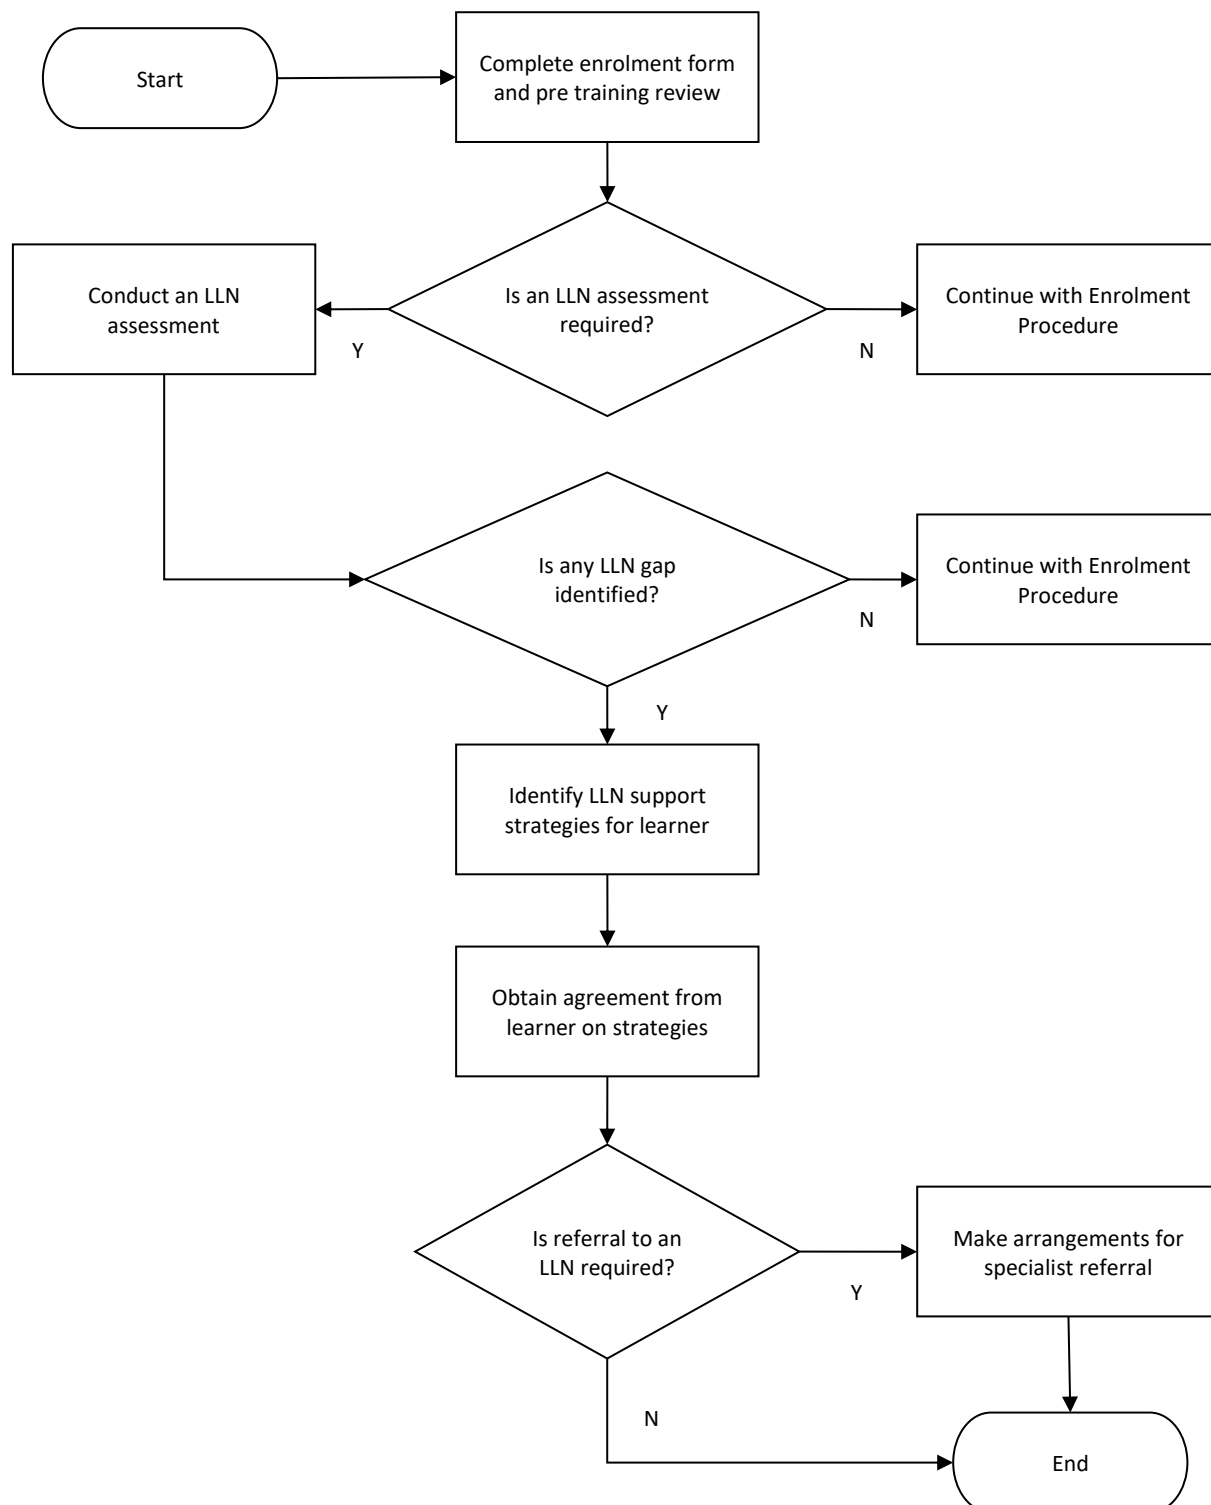 Start
Complete enrolment form
and pre training review
Is an LLN assessment
required?
Conduct an LLN
assessment
Y
N
Continue with Enrolment
Procedure
Is any LLN gap
identified?
N
Continue with Enrolment
Procedure
Y
Identify LLN support
strategies for learner
Obtain agreement from
learner on strategies
Is referral to an
LLN required?
Y
Make arrangements for
specialist referral
N
End